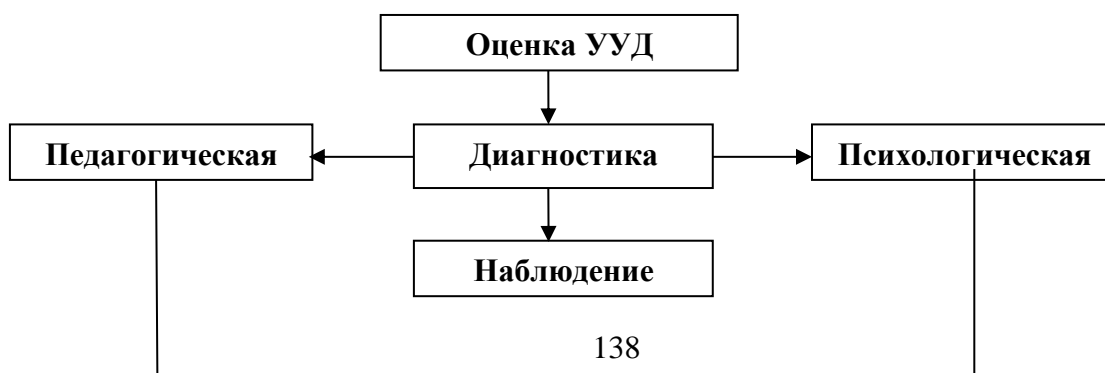 Оценка УУД
Педагогическая
Диагностика
Психологическая
Наблюдение
138